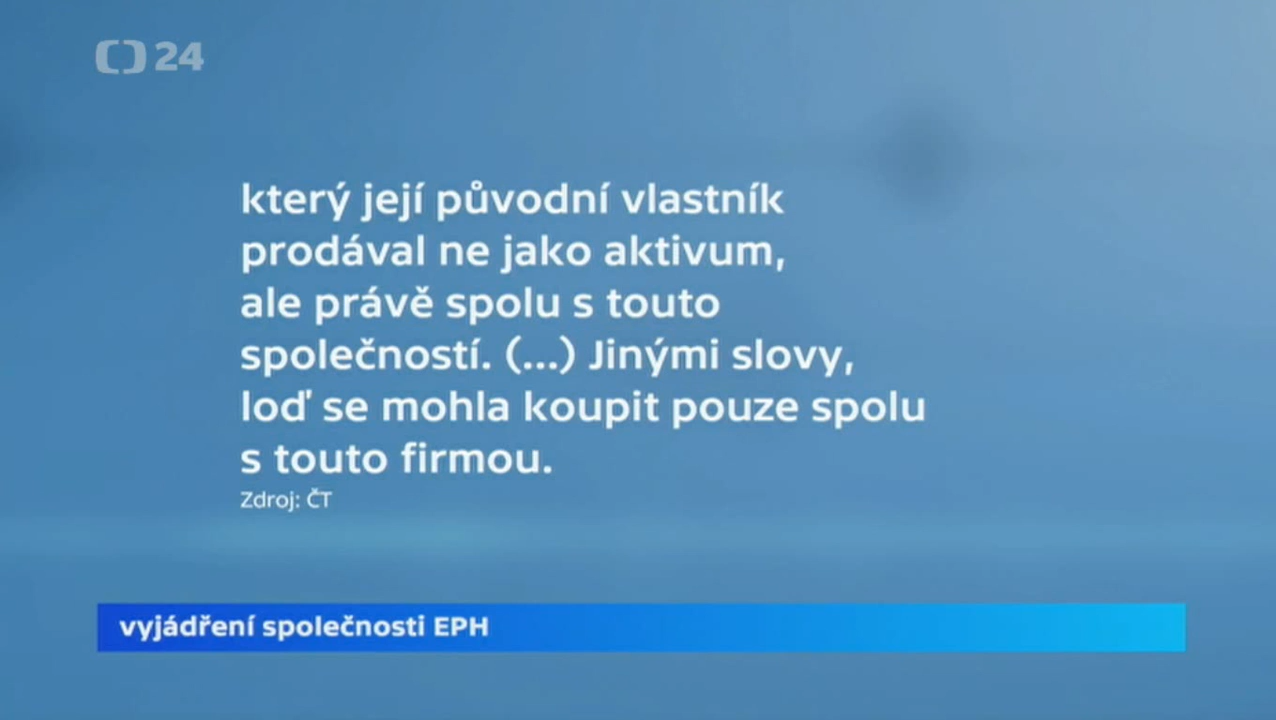 24
který její původní vlastník
prodával ne jako aktivum,
ale právě spolu s touto
společností. (...) Jinými slovy,
loď se mohla koupit pouze spolu
s touto firmou.
Zdroj: ČT
vyjádření společnosti EPH